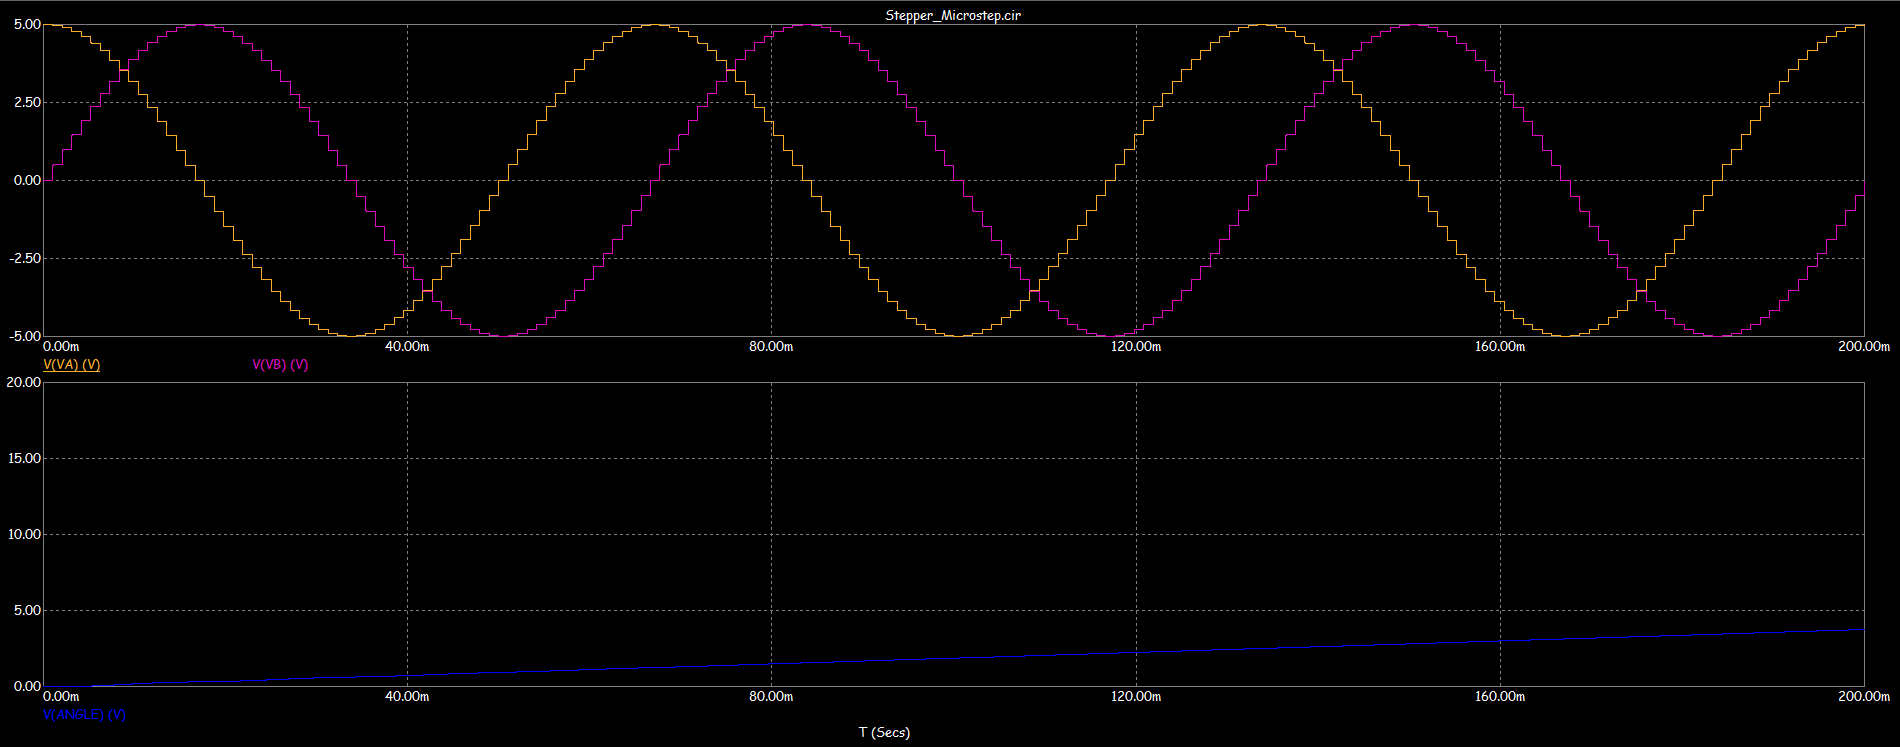 Stepper_Microstep.cir
5.00
2.50
0.00
-2.50
-5.00
0.00m 40.00m 80.00m 120.00m 160.00m 200.00m
V(VA) (V) V(VB) (V)
20.00
15.00
10.00
5.00
0.00
0.00m 40.00m 80.00m 120.00m 160.00m 200.00m
V(ANGLE) (V)
T (Secs)